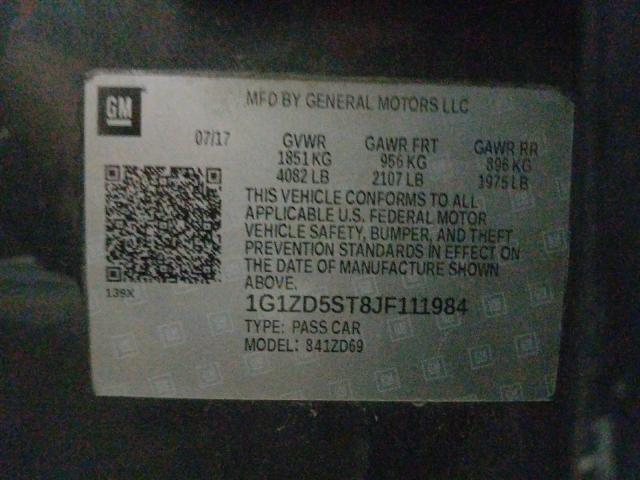 GM
MFD BY GENERAL MOTORS LLC
07/17 GVWR GAWR FRT GAWR RR
1851 KG 956 KG 896 KG
4082 LB 2107 LB 1975 LB
THIS VEHICLE CONFORMS TO ALL
APPLICABLE U.S. FEDERAL MOTOR
VEHICLE SAFETY, BUMPER, AND THEFT
PREVENTION STANDARDS IN EFFECT ON
THE DATE OF MANUFACTURE SHOWN
ABOVE.
139X
1G1ZD5ST8JF111984
TYPE: PASS CAR
MODEL: 841ZD69